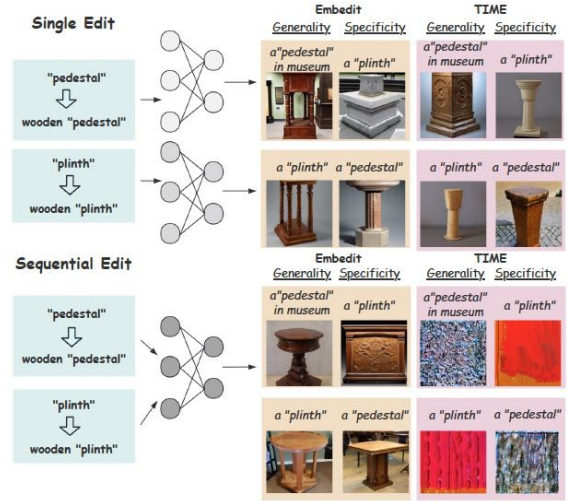 Single Edit
Embedit
TIME
Generality
Specificity
Generality
Specificity
"pedestal"
wooden "pedestal"
a"pedestal"
in museum
a "plinth"
a"pedestal"
in museum
a "plinth"
"plinth"
wooden "plinth"
a "plinth"
a "pedestal"
a "plinth"
a "pedestal"
Sequential Edit
Embedit
TIME
Generality
Specificity
Generality
Specificity
"pedestal"
wooden "pedestal"
a"pedestal"
in museum
a "plinth"
a"pedestal"
in museum
a "plinth"
"plinth"
wooden "plinth"
a "plinth"
a "pedestal"
a "plinth"
a "pedestal"